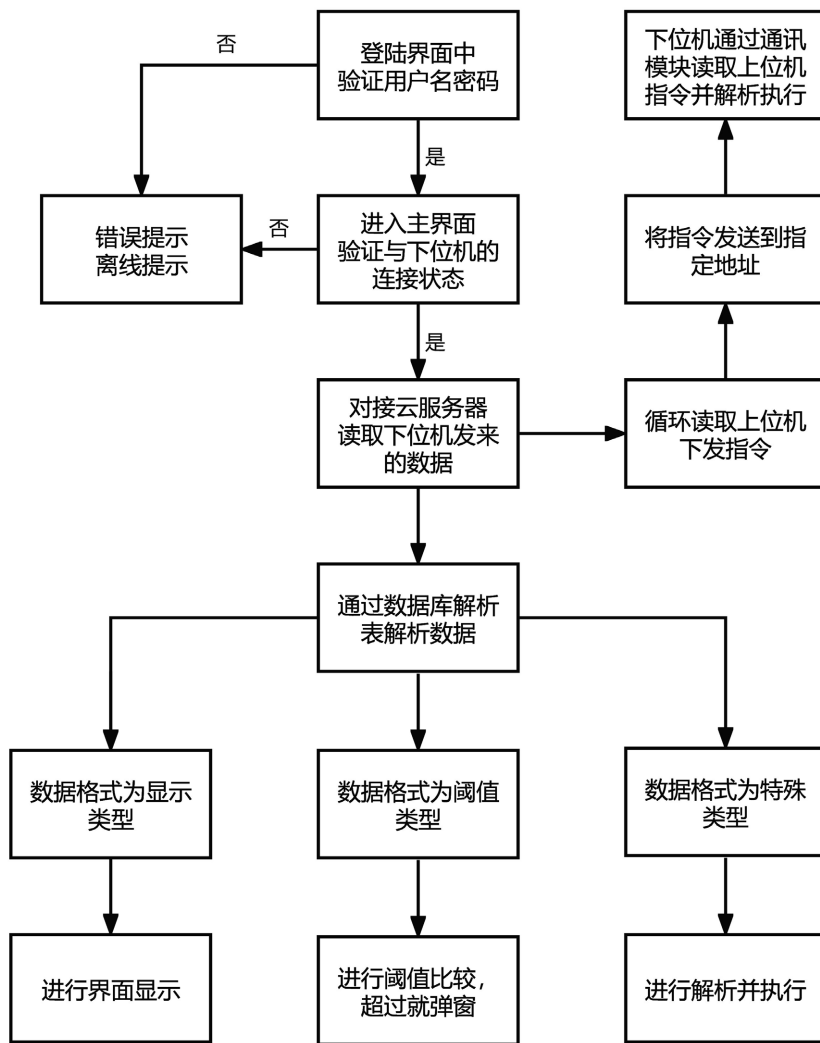 否
登陆界面中
验证用户名密码
下位机通过通讯
模块读取上位机
指令并解析执行
是
错误提示
离线提示
否
进入主界面
验证与下位机的
连接状态
将指令发送到指
定地址
是
对接云服务器
读取下位机发来
的数据
循环读取上位机
下发指令
通过数据库解析
表解析数据
数据格式为显示
类型
数据格式为阈值
类型
数据格式为特殊
类型
进行界面显示
进行阈值比较，
超过就弹窗
进行解析并执行